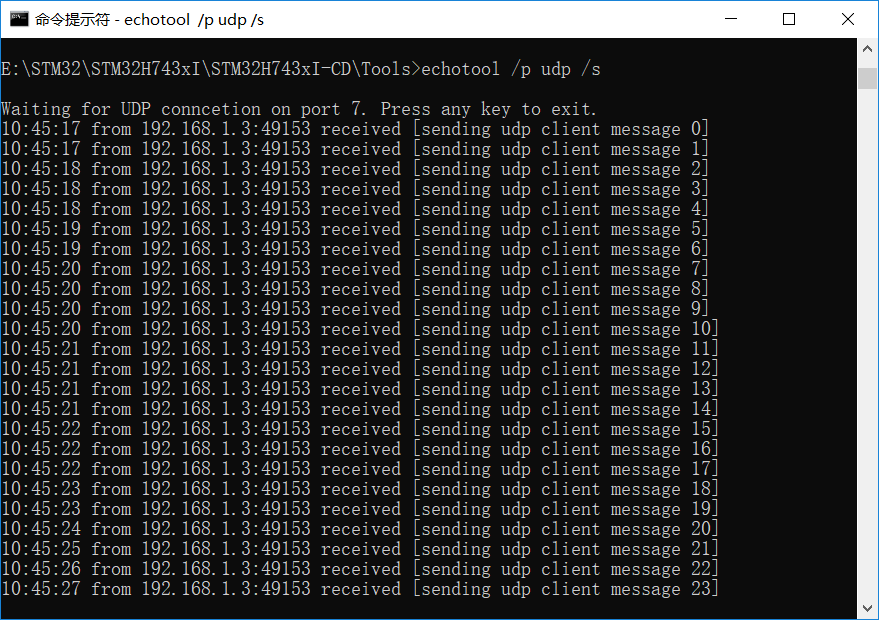 命令提示符 - echotool  /p udp /s
E:\STM32\STM32H743xI\STM32H743xI-CD\Tools>echotool /p udp /s
Waiting for UDP conncetion on port 7. Press any key to exit.
10:45:17 from 192.168.1.3:49153 received [sending udp client message 0]
10:45:17 from 192.168.1.3:49153 received [sending udp client message 1]
10:45:18 from 192.168.1.3:49153 received [sending udp client message 2]
10:45:18 from 192.168.1.3:49153 received [sending udp client message 3]
10:45:18 from 192.168.1.3:49153 received [sending udp client message 4]
10:45:19 from 192.168.1.3:49153 received [sending udp client message 5]
10:45:19 from 192.168.1.3:49153 received [sending udp client message 6]
10:45:20 from 192.168.1.3:49153 received [sending udp client message 7]
10:45:20 from 192.168.1.3:49153 received [sending udp client message 8]
10:45:20 from 192.168.1.3:49153 received [sending udp client message 9]
10:45:20 from 192.168.1.3:49153 received [sending udp client message 10]
10:45:21 from 192.168.1.3:49153 received [sending udp client message 11]
10:45:21 from 192.168.1.3:49153 received [sending udp client message 12]
10:45:21 from 192.168.1.3:49153 received [sending udp client message 13]
10:45:21 from 192.168.1.3:49153 received [sending udp client message 14]
10:45:22 from 192.168.1.3:49153 received [sending udp client message 15]
10:45:22 from 192.168.1.3:49153 received [sending udp client message 16]
10:45:22 from 192.168.1.3:49153 received [sending udp client message 17]
10:45:23 from 192.168.1.3:49153 received [sending udp client message 18]
10:45:23 from 192.168.1.3:49153 received [sending udp client message 19]
10:45:24 from 192.168.1.3:49153 received [sending udp client message 20]
10:45:25 from 192.168.1.3:49153 received [sending udp client message 21]
10:45:26 from 192.168.1.3:49153 received [sending udp client message 22]
10:45:27 from 192.168.1.3:49153 received [sending udp client message 23]